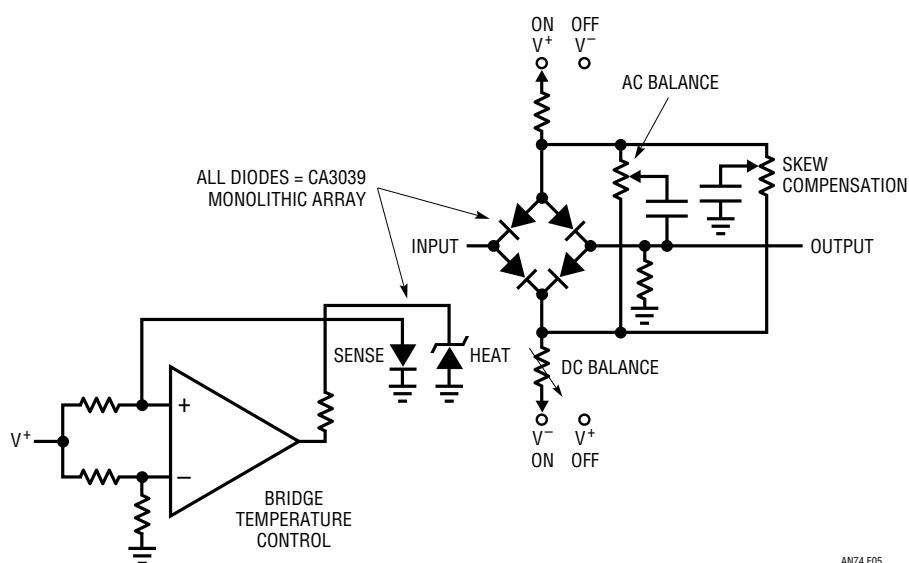 ON OFF
V+ V−
AC BALANCE
SKEW
COMPENSATION
ALL DIODES = CA3039
MONOLITHIC ARRAY
INPUT
OUTPUT
SENSE
HEAT
DC BALANCE
V+
+
−
V− V+
ON OFF
BRIDGE
TEMPERATURE
CONTROL
AN74 F05